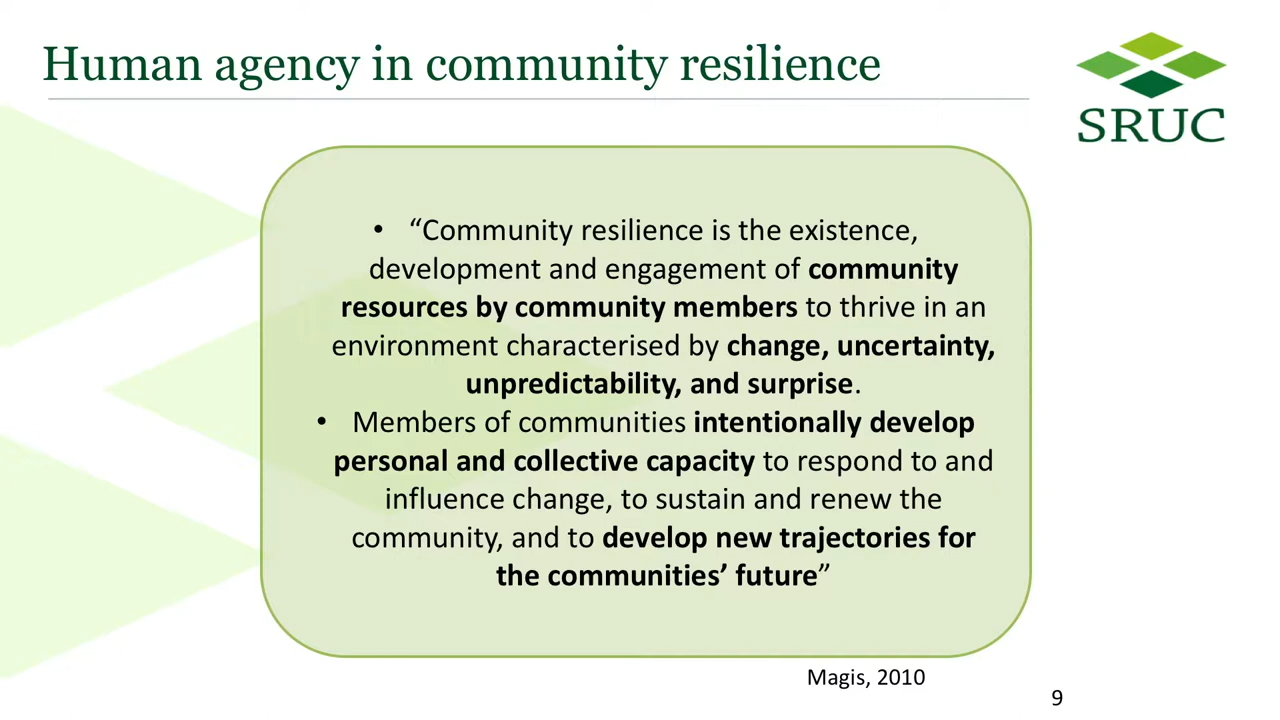 Human agency in community resilience
SRUC
• “Community resilience is the existence,
development and engagement of community
resources by community members to thrive in an
environment characterised by change, uncertainty,
unpredictability, and surprise.
• Members of communities intentionally develop
personal and collective capacity to respond to and
influence change, to sustain and renew the
community, and to develop new trajectories for
the communities’ future”
Magis, 2010
9